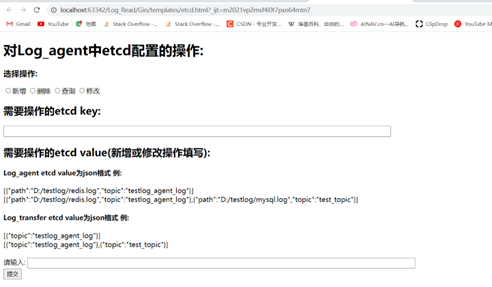 localhost:63342/Log_Read/Gin/templates/etcd.html?_ijt=m2021vp2mxf4i0t7psn64mtn7
Gmail YouTube 地图 Stack Overflow -... Stack Overflow -... CSDN - 专业开发... 维基百科，自由的... AINAV.cn—AI导航... ClipDrop YouTube M
对Log_agent中etcd配置的操作:
选择操作:
新增 删除 查询 修改
需要操作的etcd key:
需要操作的etcd value(新增或修改操作填写):
Log_agent etcd value为json格式 例:
[{"path":"D:/testlog/redis.log","topic":"testlog_agent_log"}]
[{"path":"D:/testlog/redis.log","topic":"testlog_agent_log"},{"path":"D:/testlog/mysql.log","topic":"test_topic"}]
Log_transfer etcd value为json格式 例:
[{"topic":"testlog_agent_log"}]
[{"topic":"testlog_agent_log"},{"topic":"test_topic"}]
请输入:
提交